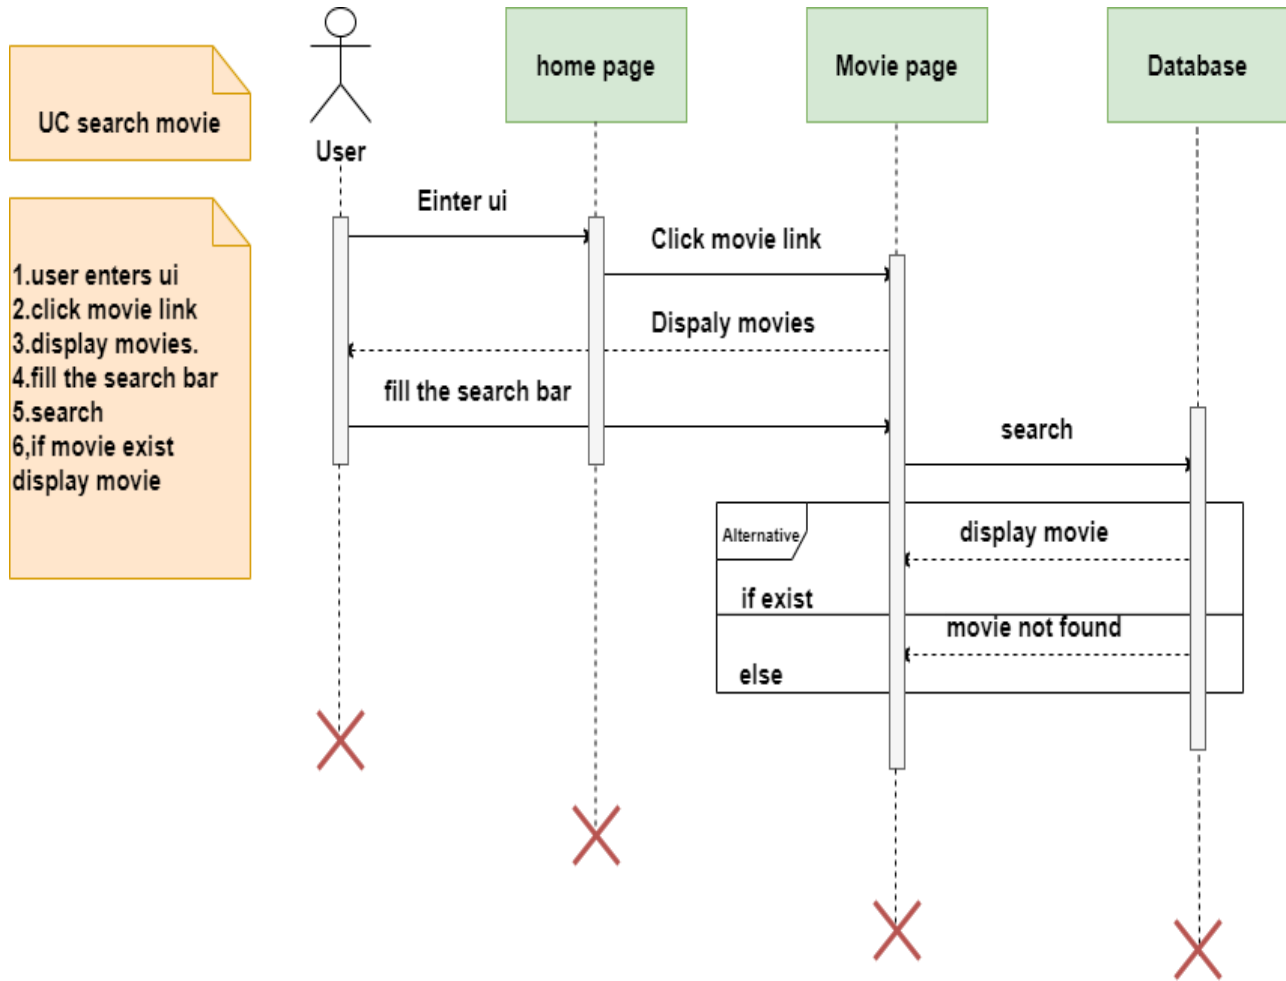 UC search movie
User
home page
Movie page
Database
1.user enters ui
2.click movie link
3.display movies.
4.fill the search bar
5.search
6,if movie exist
display movie
Einter ui
Click movie link
Dispaly movies
fill the search bar
search
Alternative
display movie
if exist
movie not found
else